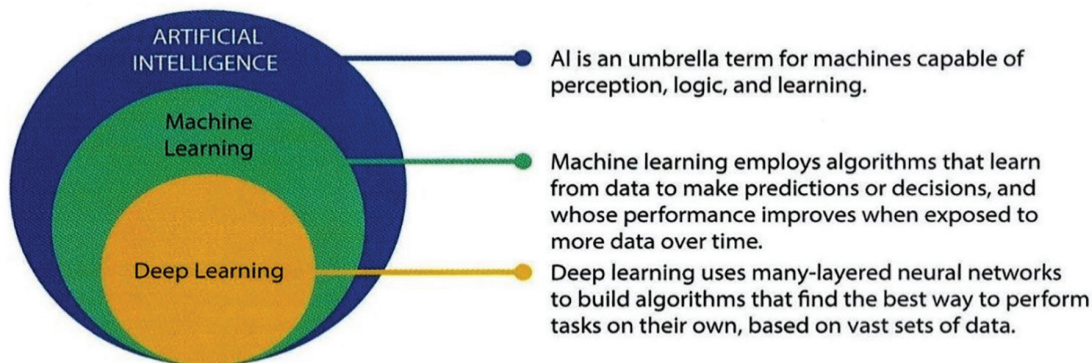 ARTIFICIAL
INTELLIGENCE
AI is an umbrella term for machines capable of
perception, logic, and learning.
Machine
Learning
Machine learning employs algorithms that learn
from data to make predictions or decisions, and
whose performance improves when exposed to
more data over time.
Deep Learning
Deep learning uses many-layered neural networks
to build algorithms that find the best way to perform
tasks on their own, based on vast sets of data.